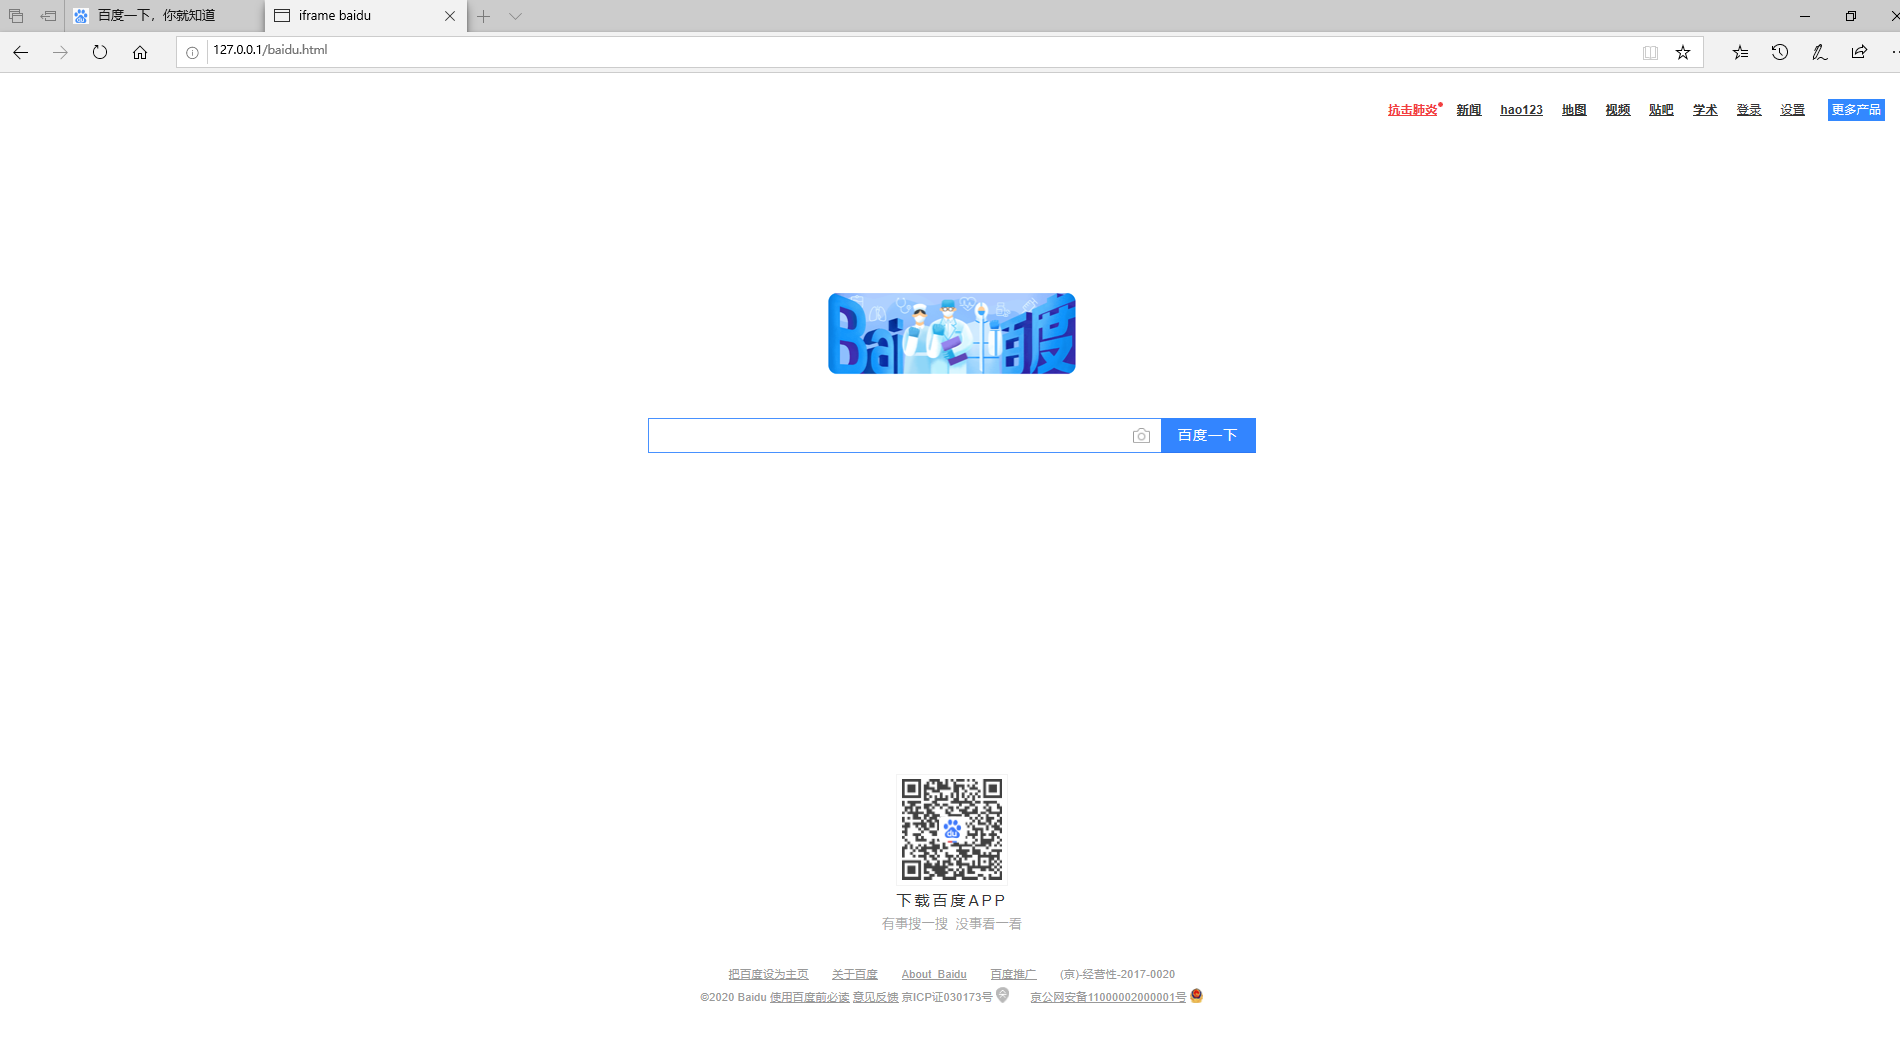 百度一下，你就知道
iframe baidu
127.0.0.1/baidu.html
抗击肺炎 新闻 hao123 地图 视频 贴吧 学术 登录 设置 更多产品
Bai 百度
百度一下
du
下载百度APP
有事搜一搜 没事看一看
把百度设为主页 关于百度 About Baidu 百度推广 (京)-经营性-2017-0020
©2020 Baidu 使用百度前必读 意见反馈 京ICP证030173号 京公网安备11000002000001号